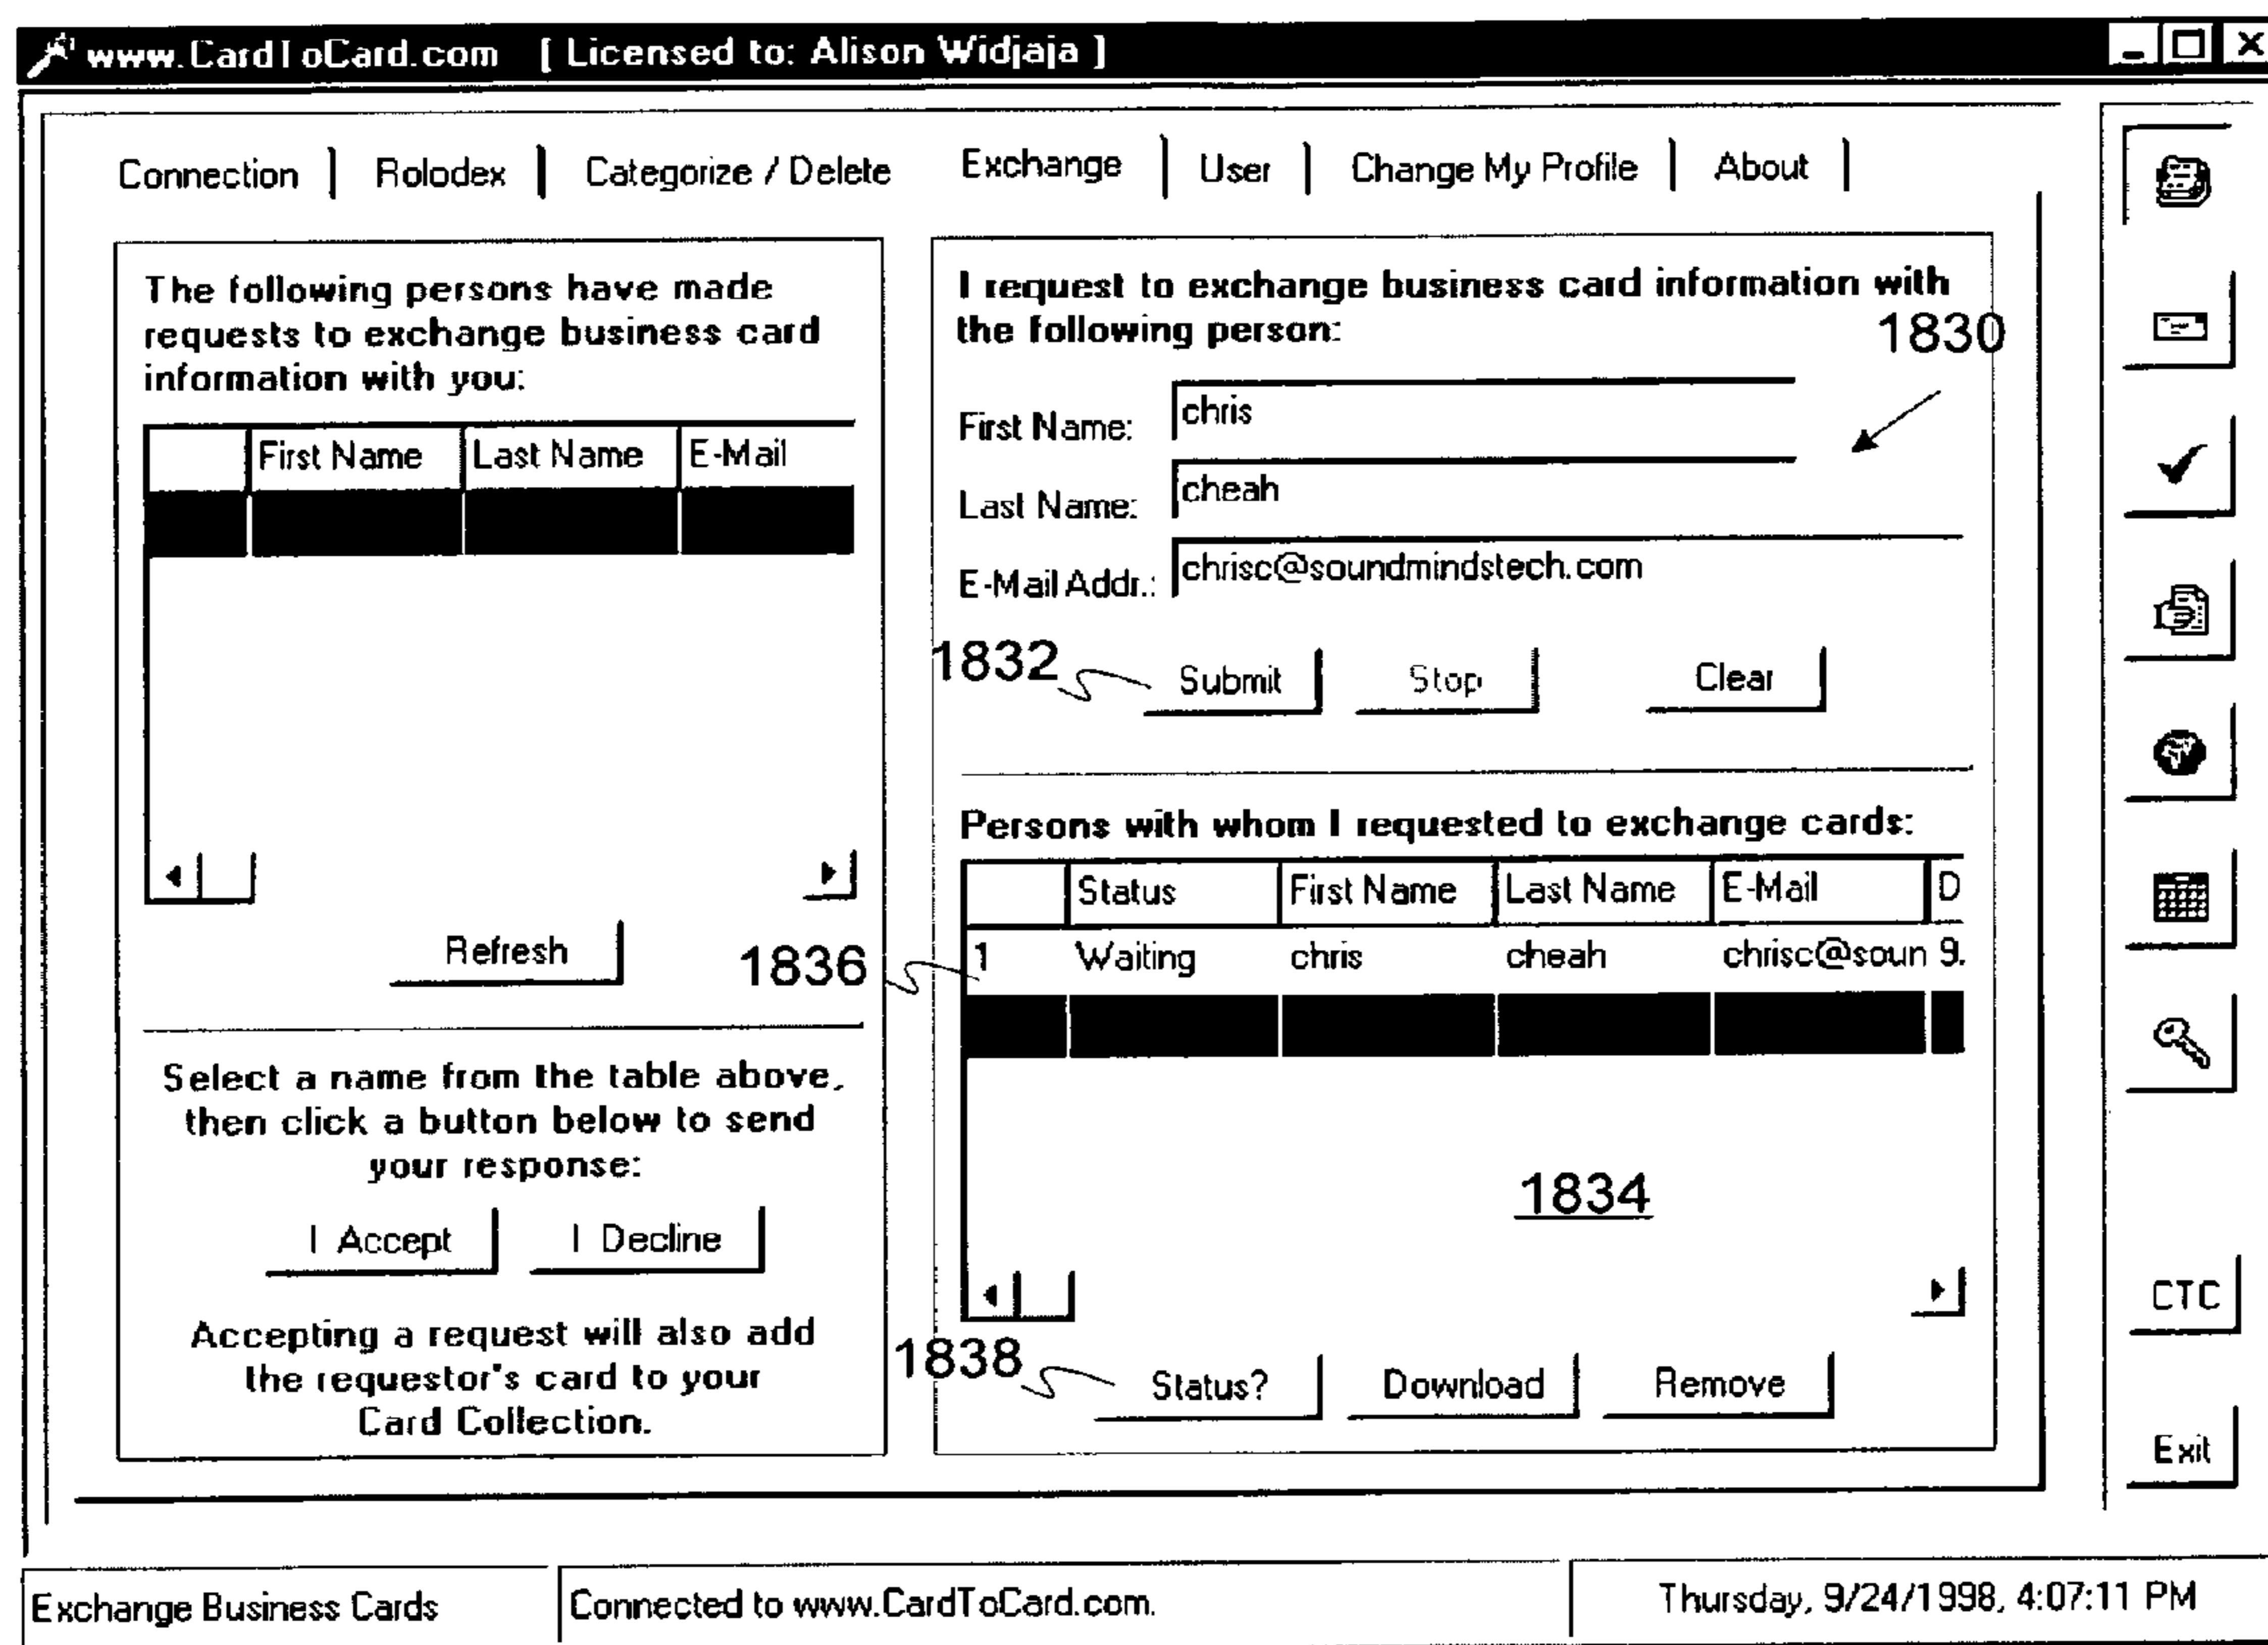 www.CardToCard.com [ Licensed to: Alison Widjaja ]
Connection Rolodex Categorize / Delete Exchange User Change My Profile About
The following persons have made
requests to exchange business card
information with you:
First Name Last Name E-Mail
Refresh
Select a name from the table above,
then click a button below to send
your response:
I Accept I Decline
Accepting a request will also add
the requestor's card to your
Card Collection.
I request to exchange business card information with
the following person:
1830
First Name: chris
Last Name: cheah
E-Mail Addr.: chrisc@soundmindstech.com
1832
Submit Stop Clear
Persons with whom I requested to exchange cards:
Status First Name Last Name E-Mail D
1836
1 Waiting chris cheah chrisc@soun 9.
1834
1838
Status? Download Remove
CTC
Exit
Exchange Business Cards Connected to www.CardToCard.com. Thursday, 9/24/1998, 4:07:11 PM